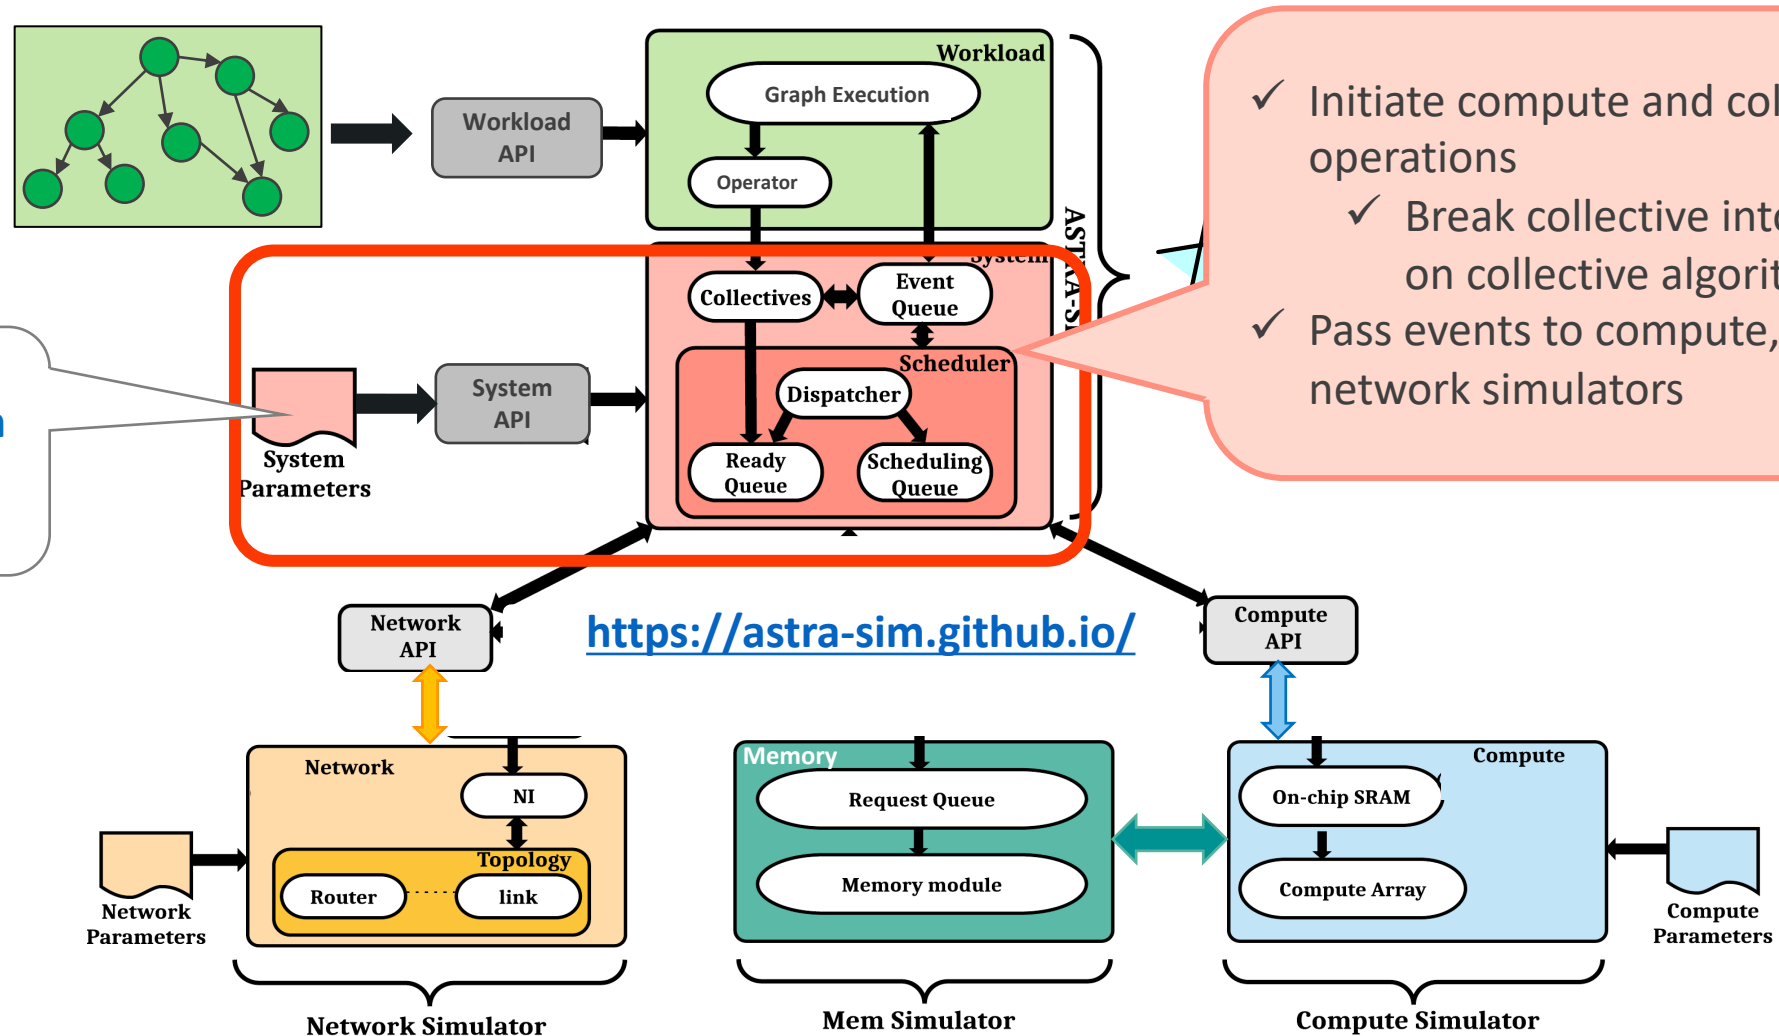 Workload
Graph Execution
Operator
Workload
API
System
Collectives
Event
Queue
Scheduler
Dispatcher
Ready
Queue
Scheduling
Queue
System
API
System
Parameters
Initiate compute and
operations
Break collective
on collective
Pass events to compute,
network simulators
Network
API
https://astra-sim.github.io/
Compute
API
Network
NI
Topology
Router
link
Network
Parameters
Network Simulator
Memory
Request Queue
Memory module
Mem Simulator
Compute
On-chip SRAM
Compute Array
Compute
Parameters
Compute Simulator